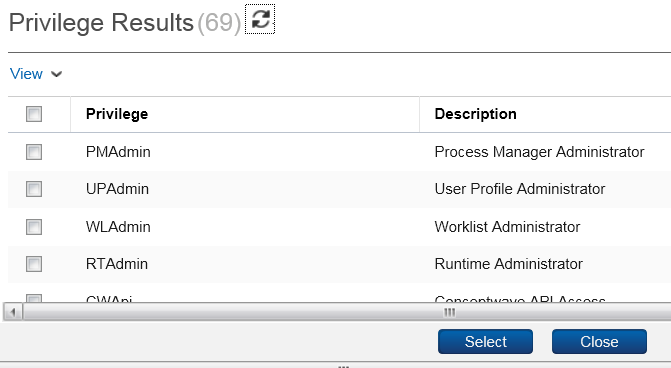 Privilege Results (69)
View
Privilege Description
PMAdmin Process Manager Administrator
UPAdmin User Profile Administrator
WLAdmin Worklist Administrator
RTAdmin Runtime Administrator
CWApi Conceptwave API Access
Select Close